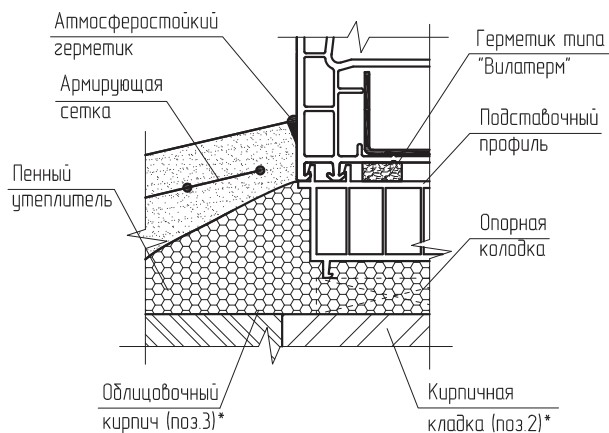 Атмосферостойкий
герметик
Армирующая
сетка
Пенный
утеплитель
Герметик типа
"Вилатерм"
Подставочный
профиль
Опорная
колодка
Облицовочный
кирпич (поз.3)*
Кирпичная
кладка (поз.2)*